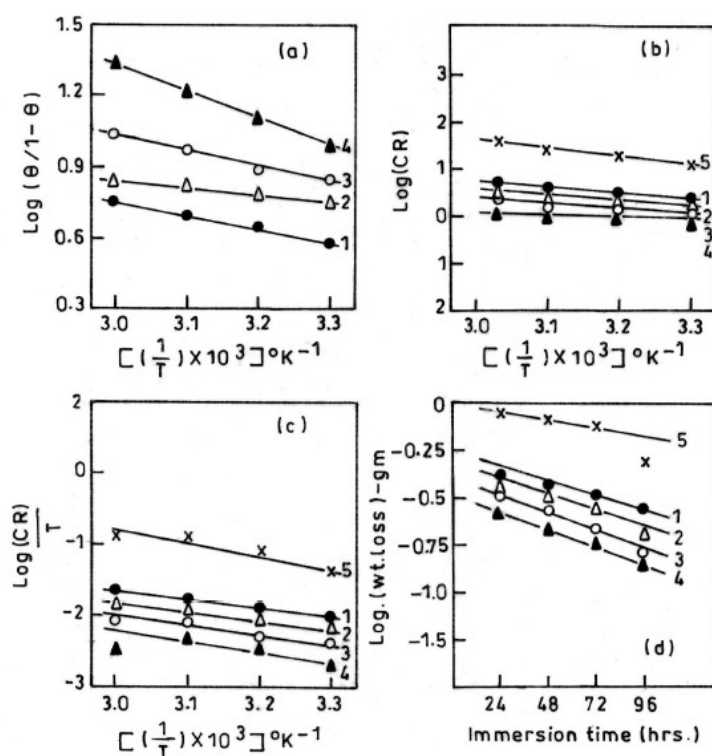 (a)
1.5
1.2
0.9
0.6
0.3
Log (θ/1-θ)
4
3
2
1
3.0 3.1 3.2 3.3
[(1/T) X 10³] °K⁻¹
(b)
3
2
1
0
1
2
Log(CR)
5
1
2
3
4
3.0 3.1 3.2 3.3
[(1/T) X 10³] °K⁻¹
(c)
2
0
-1
-2
-3
Log (CR)/T
5
1
2
3
4
3.0 3.1 3.2 3.3
[(1/T) X 10³] °K⁻¹
(d)
0
-0.25
-0.5
-1.0
-1.5
Log. (wt. loss) - gm
5
1
2
3
4
24 48 72 96
Immersion time (hrs.)